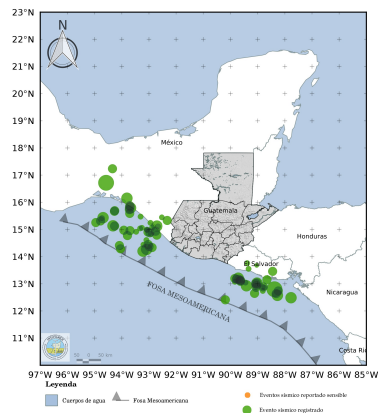 23°N
22°N
21°N
20°N
19°N
18°N
17°N
16°N
15°N
14°N
13°N
12°N
11°N
N
México
Guatemala
Honduras
El Salvador
Nicaragua
FOSA MESOAMERICANA
Costa Ric
97°W 96°W 95°W 94°W 93°W 92°W 91°W 90°W 89°W 88°W 87°W 86°W 85°W
Leyenda
Cuerpos de agua
Fosa Mesoamericana
Eventos sísmico reportado sensible
Evento sísmico registrado